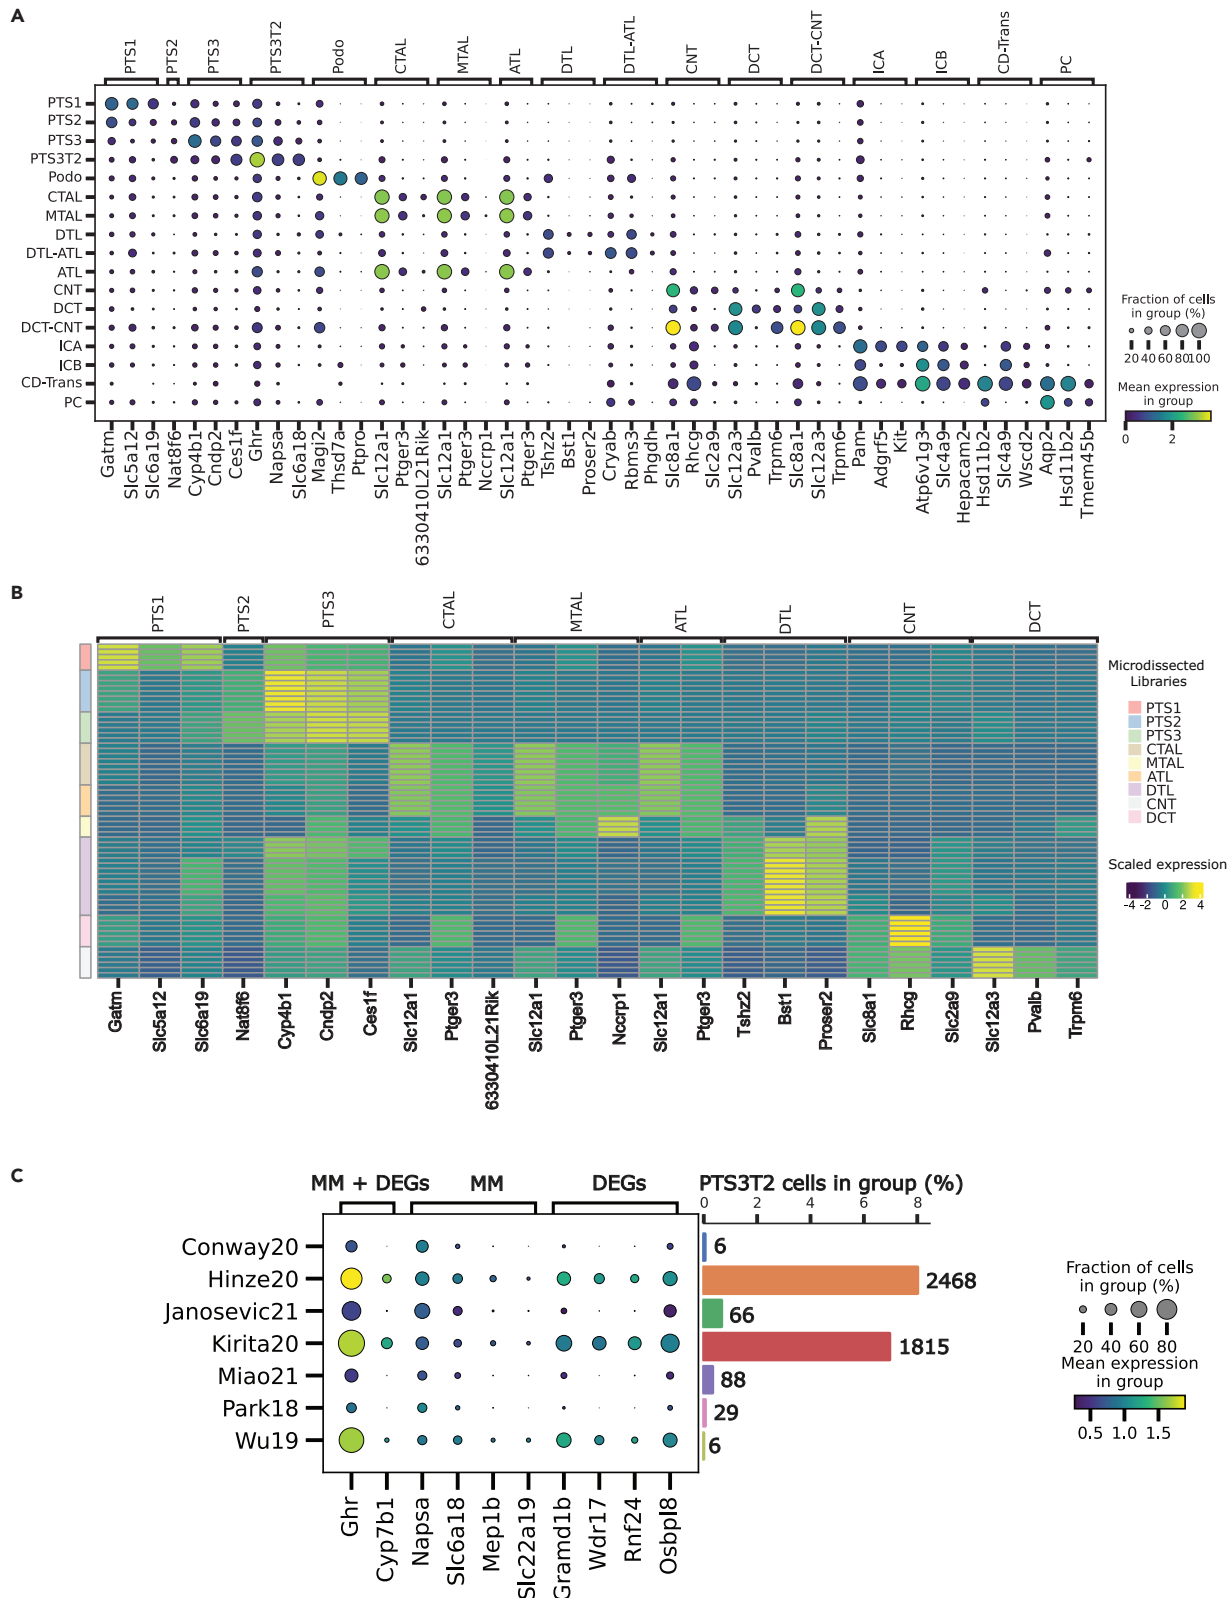 A
PTS1 PTS2 PTS3 PTS3T2 Podo CTAL MTAL ATL DTL DTL-ATL CNT DCT DCT-CNT ICA ICB CD-Trans PC
PTS1
PTS2
PTS3
PTS3T2
Podo
CTAL
MTAL
DTL
DTL-ATL
ATL
CNT
DCT
DCT-CNT
ICA
ICB
CD-Trans
PC
Gatm Slc5a12 Slc6a19 Nat8f6 Cyp4b1 Cndp2 Ces1f Ghr Napsa Slc6a18 Magi2 Thsd7a Ptpro Slc12a1 Ptger3 6330410L21Rik Slc12a1 Ptger3 Nccrp1 Slc12a1 Ptger3 Tshz2 Bst1 Proser2 Cryab Rbms3 Phgdh Slc8a1 Rhcg Slc2a9 Slc12a3 Pvalb Trpm6 Slc8a1 Slc12a3 Trpm6 Pam Adgrf5 Kit Atp6v1g3 Slc4a9 Hepacam2 Hsd11b2 Slc4a9 Wscd2 Aqp2 Hsd11b2 Tmem45b
Fraction of cells
in group (%)
20 40 60 80 100
Mean expression
in group
0 2
B
PTS1 PTS2 PTS3 CTAL MTAL ATL DTL CNT DCT
Microdissected
Libraries
PTS1
PTS2
PTS3
CTAL
MTAL
ATL
DTL
CNT
DCT
Scaled expression
-4 -2 0 2 4
Gatm Slc5a12 Slc6a19 Nat8f6 Cyp4b1 Cndp2 Ces1f Slc12a1 Ptger3 6330410L21Rik Slc12a1 Ptger3 Nccrp1 Slc12a1 Ptger3 Tshz2 Bst1 Proser2 Slc8a1 Rhcg Slc2a9 Slc12a3 Pvalb Trpm6
C
MM + DEGs MM DEGs PTS3T2 cells in group (%)
0 2 4 6 8
Conway20 6
Hinze20 2468
Janosevic21 66
Kirita20 1815
Miao21 88
Park18 29
Wu19 6
Ghr Cyp7b1 Napsa Slc6a18 Mep1b Slc22a19 Gramd1b Wdr17 Rnf24 Osbpl8
Fraction of cells
in group (%)
20 40 60 80
Mean expression
in group
0.5 1.0 1.5